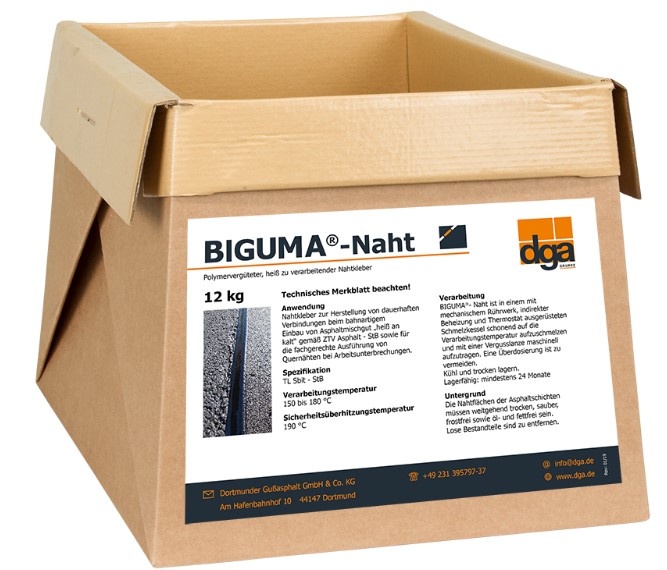 BIGUMA®-Naht
Polymervergüteter, heiß zu verarbeitender Nahtkleber
dga
GRUPPE
12 kg
Technisches Merkblatt beachten!
Anwendung
Nahtkleber zur Herstellung von dauerhaften
Verbindungen beim bahnartigem
Einbau von Asphaltmischgut „heiß an
kalt" gemäß ZTV Asphalt - StB sowie für
die fachgerechte Ausführung von
Quernähten bei Arbeitsunterbrechungen.
Spezifikation
TL Sbit - StB
Verarbeitungstemperatur
150 bis 180 °C
Sicherheitsüberhitzungstemperatur
190 °C
Verarbeitung
BIGUMA®- Naht ist in einem mit
mechanischem Rührwerk, indirekter
Beheizung und Thermostat ausgerüsteten
Schmelzkessel schonend auf die
Verarbeitungstemperatur aufzuschmelzen
und mit einer Vergusslanze maschinell
aufzutragen. Eine Überdosierung ist zu
vermeiden.
Kühl und trocken lagern.
Lagerfähig: mindestens 24 Monate
Untergrund
Die Nahtflächen der Asphaltschichten
müssen weitgehend trocken, sauber,
frostfrei sowie öl- und fettfrei sein.
Lose Bestandteile sind zu entfernen.
Dortmunder Gußasphalt GmbH & Co. KG
Am Hafenbahnhof 10 44147 Dortmund
+49 231 395797-37
@ info@dga.de
www.dga.de